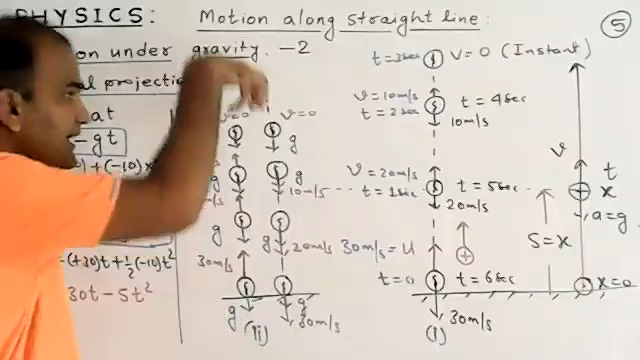 PHYSICS: Motion along straight line: 5
on under gravity. -2
al projectio
at
-gt
+(-10)x
=(+30)t+½(-10)t²
30t-5t²
v=0 v=0
g
g g
10m/s
g g 20m/s
30m/s
g g 30m/s
(ii)
t=3sec v=0 (Instant)
v=10m/s t=4sec
t=2sec 10m/s
v=20m/s
t=1sec t=5sec
20m/s
30m/s=u
t=0 t=6sec
30m/s
(i)
S=x
v t
x
a=g
x=0